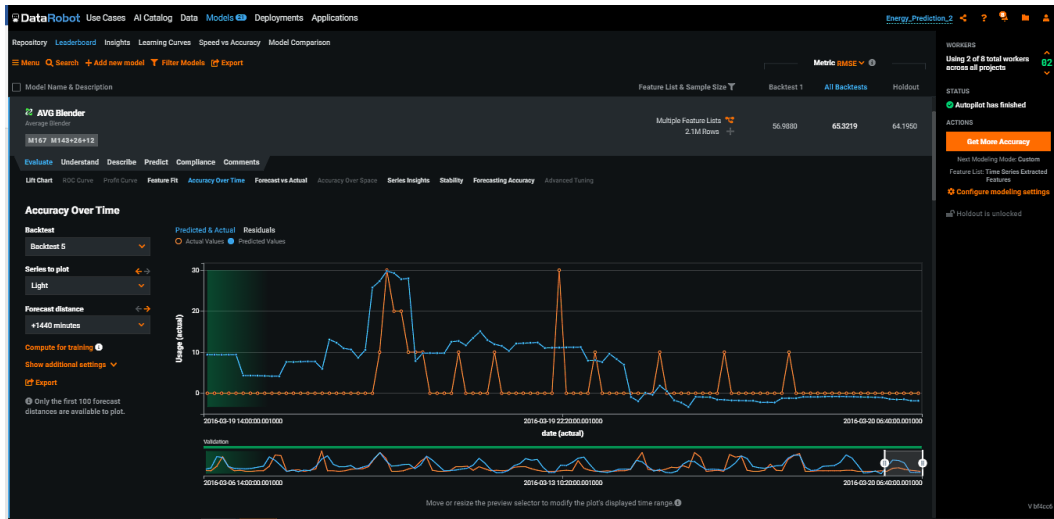 DataRobot Use Cases AI Catalog Data Models 23 Deployments Applications Energy_Prediction_2 ?
Repository Leaderboard Insights Learning Curves Speed vs Accuracy Model Comparison
Menu Search + Add new model Filter Models Export
Metric RMSE
Model Name & Description Feature List & Sample Size Backtest 1 All Backtests Holdout
AVG Blender
Average Blender
M167 M143+26+12
Multiple Feature Lists
2.1M Rows +
56.9880 65.3219 64.1950
Evaluate Understand Describe Predict Compliance Comments
Lift Chart ROC Curve Profit Curve Feature Fit Accuracy Over Time Forecast vs Actual Accuracy Over Space Series Insights Stability Forecasting Accuracy Advanced Tuning
Accuracy Over Time
Backtest
Backtest 5
Series to plot
Light
Forecast distance
+1440 minutes
Compute for training
Show additional settings
Export
Only the first 100 forecast
distances are available to plot.
Predicted & Actual Residuals
Actual Values Predicted Values
Usage (actual)
30
20
10
0
2016-03-19 14:00:00.001000 2016-03-19 22:20:00.001000 2016-03-20 06:40:00.001000
date (actual)
Validation
2016-03-06 14:00:00.001000 2016-03-13 10:20:00.001000 2016-03-20 06:40:00.001000
Move or resize the preview selector to modify the plot's displayed time range.
WORKERS
Using 2 of 8 total workers
across all projects
02
STATUS
Autopilot has finished
ACTIONS
Get More Accuracy
Next Modeling Mode: Custom
Feature List: Time Series Extracted
Features
Configure modeling settings
Holdout is unlocked